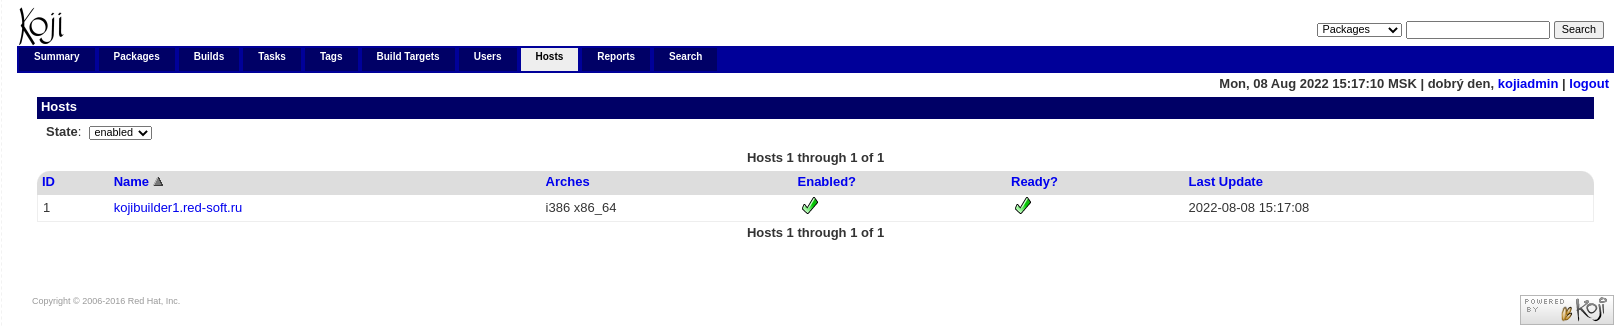 Koji
Packages Search
Summary Packages Builds Tasks Tags Build Targets Users Hosts Reports Search
Mon, 08 Aug 2022 15:17:10 MSK | dobrý den, kojiadmin | logout
Hosts
State: enabled
Hosts 1 through 1 of 1
ID Name Arches Enabled? Ready? Last Update
1 kojibuilder1.red-soft.ru i386 x86_64 2022-08-08 15:17:08
Hosts 1 through 1 of 1
Copyright © 2006-2016 Red Hat, Inc.
POWERED BY Koji